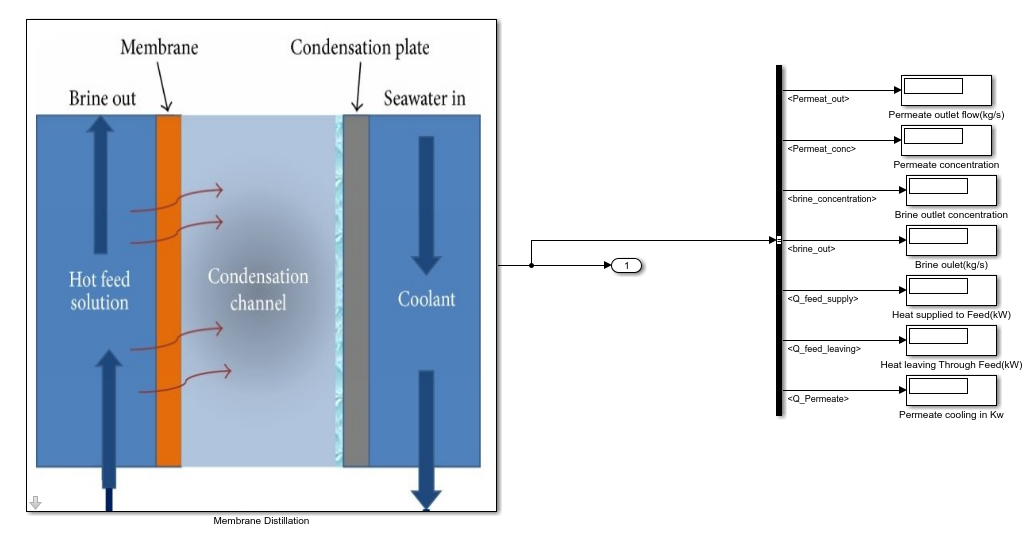 Membrane
Condensation plate
Brine out
Seawater in
Hot feed
solution
Condensation
channel
Coolant
Membrane Distillation
1
<Permeat_out>
Permeate outlet flow(kg/s)
<Permeat_conc>
Permeate concentration
<brine_concentration>
Brine outlet concentration
<brine_out>
Brine oulet(kg/s)
<Q_feed_supply>
Heat supplied to Feed(kW)
<Q_feed_leaving>
Heat leaving Through Feed(kW)
<Q_Permeate>
Permeate cooling in Kw